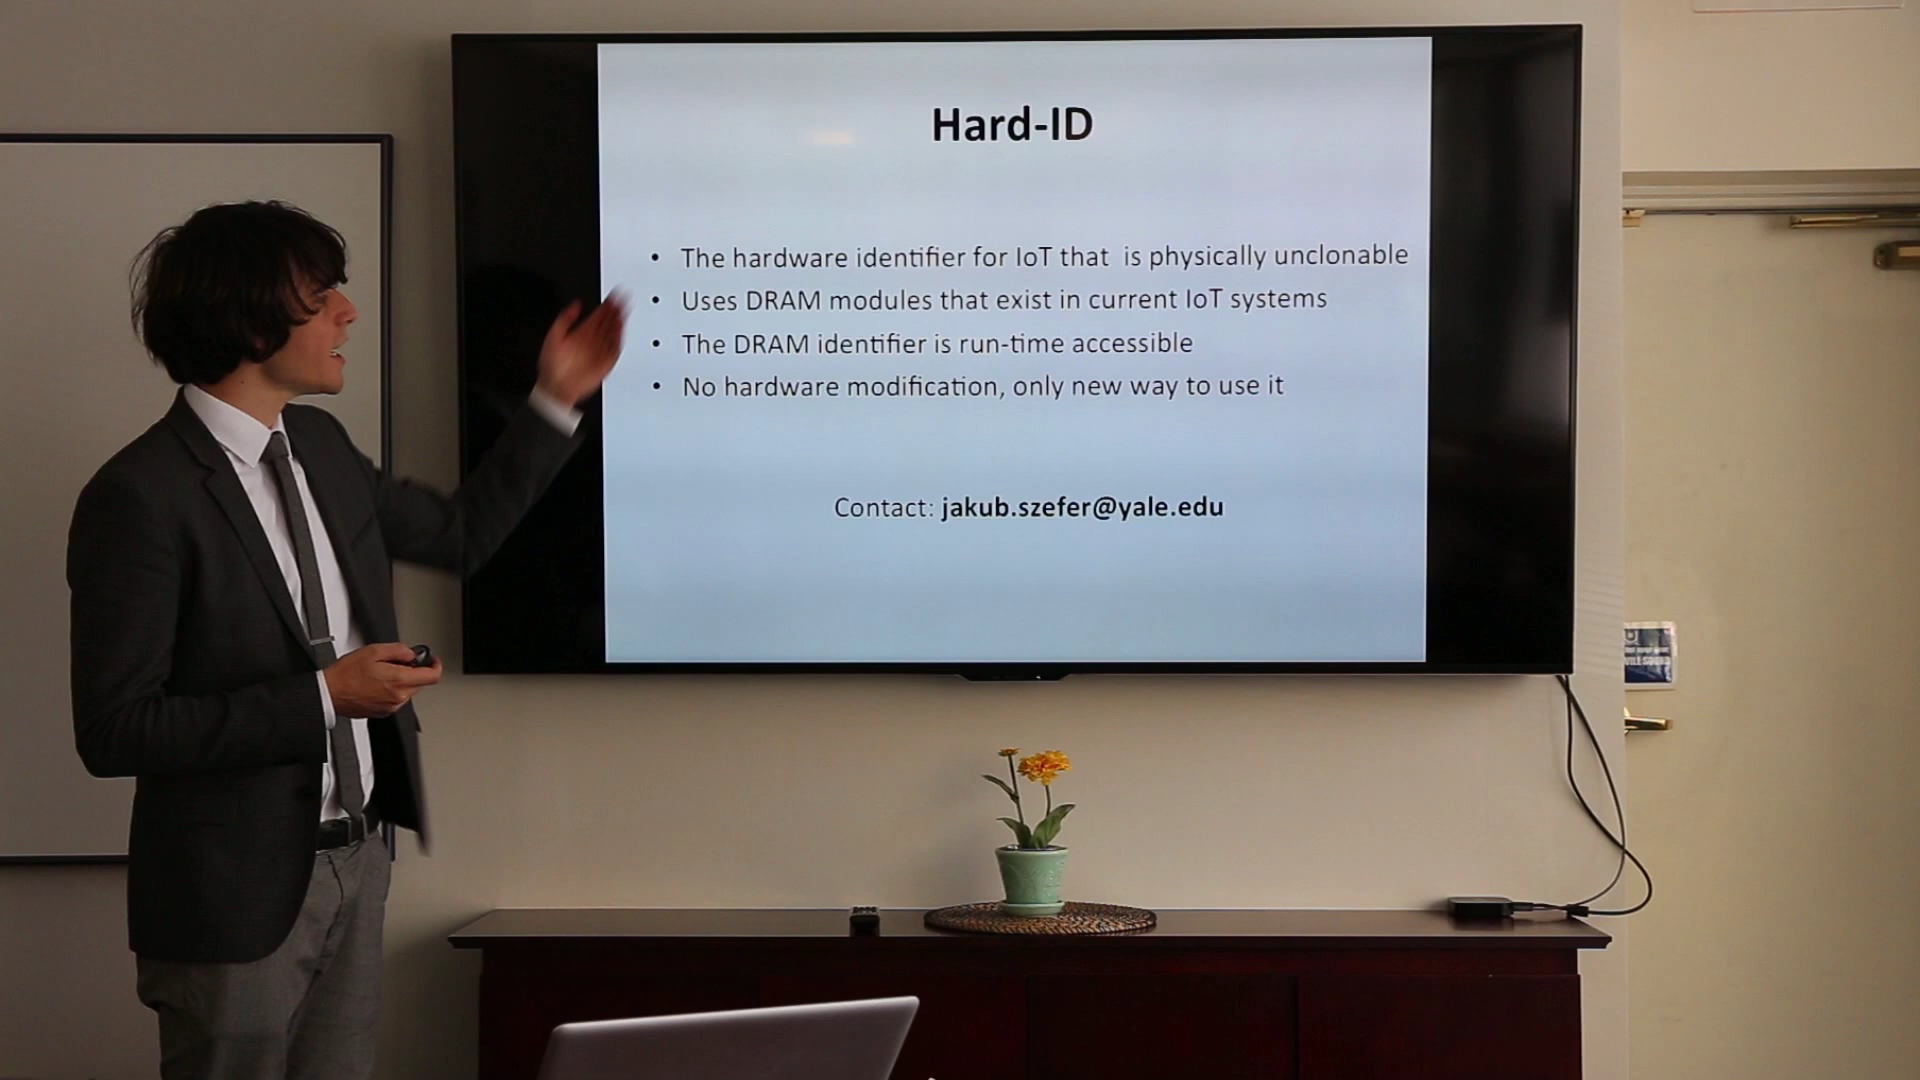 Hard-ID
• The hardware identifier for IoT that is physically unclonable
• Uses DRAM modules that exist in current IoT systems
• The DRAM identifier is run-time accessible
• No hardware modification, only new way to use it
Contact: jakub.szefer@yale.edu